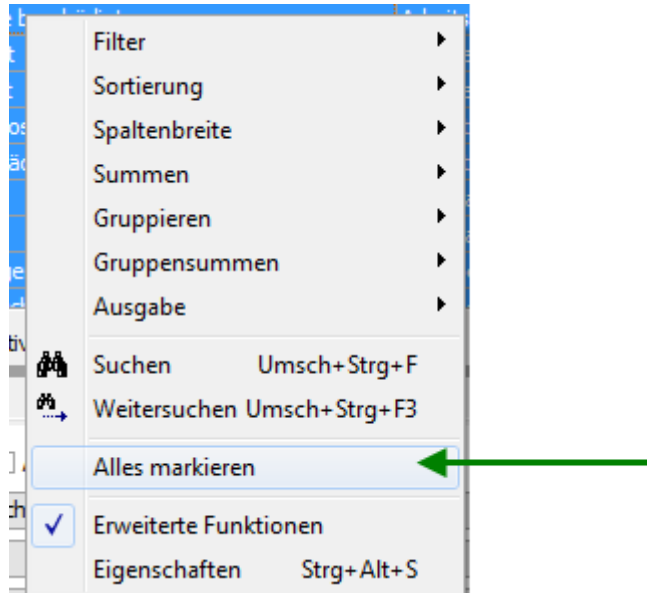 Filter
Sortierung
Spaltenbreite
Summen
Gruppieren
Gruppensummen
Ausgabe
Suchen Umsch+Strg+F
Weitersuchen Umsch+Strg+F3
Alles markieren
Erweiterte Funktionen
Eigenschaften Strg+Alt+S